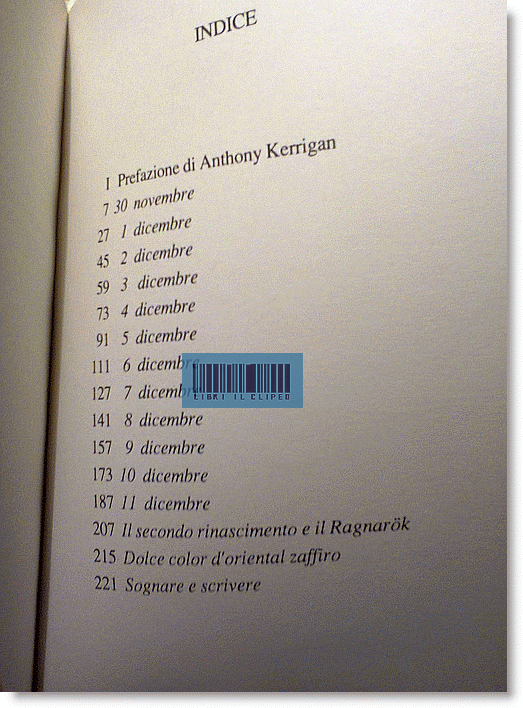 INDICE
I Prefazione di Anthony Kerrigan
7 30 novembre
27 1 dicembre
45 2 dicembre
59 3 dicembre
73 4 dicembre
91 5 dicembre
111 6 dicembre
127 7 dicembre
LIBRI IL CLIPEO
141 8 dicembre
157 9 dicembre
173 10 dicembre
187 11 dicembre
207 Il secondo rinascimento e il Ragnarök
215 Dolce color d'oriental zaffiro
221 Sognare e scrivere